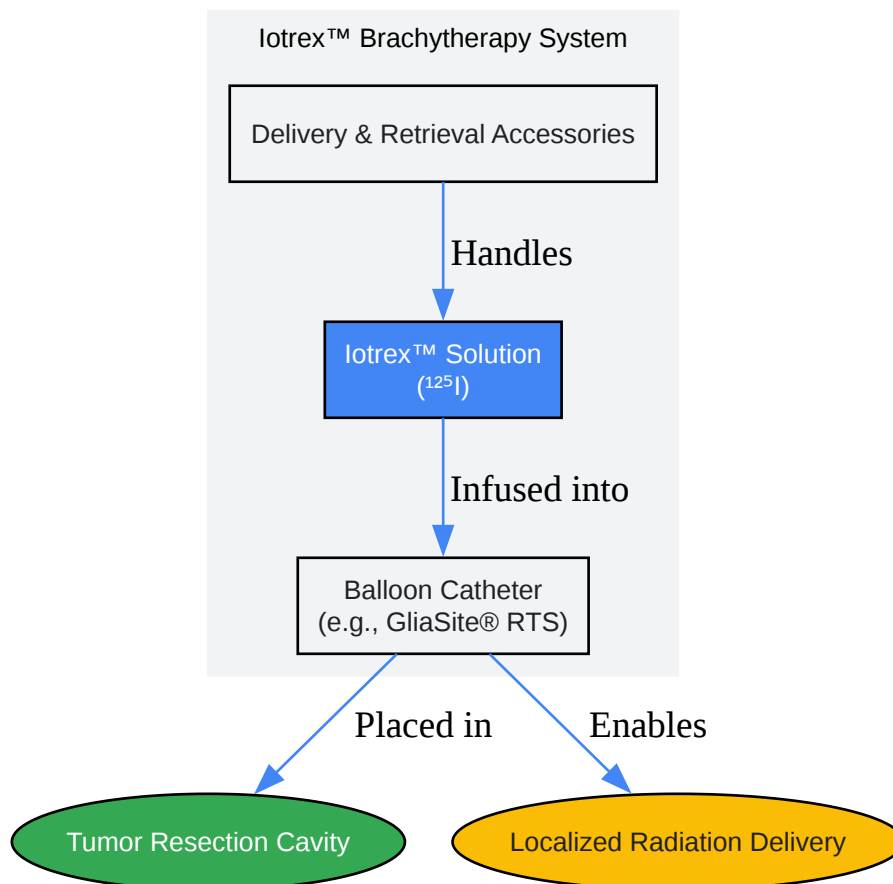 Iotrex™ Brachytherapy System
Delivery & Retrieval Accessories
Handles
Iotrex™ Solution
(¹²⁵I)
Infused into
Balloon Catheter
(e.g., GliaSite® RTS)
Placed in
Enables
Tumor Resection Cavity
Localized Radiation Delivery